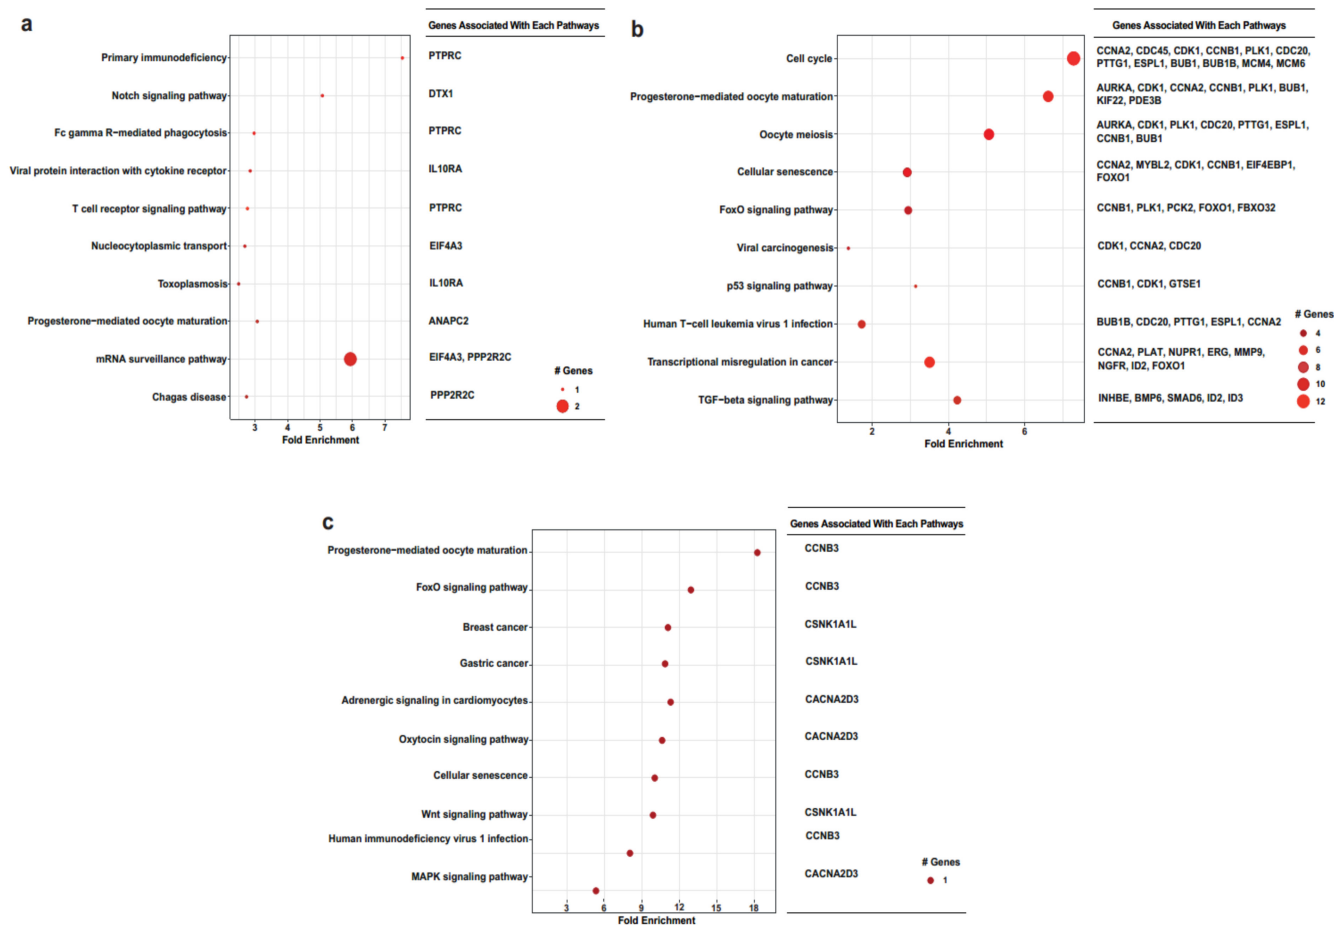 a
Genes Associated With Each Pathways
Primary immunodeficiency
PTPRC
Notch signaling pathway
DTX1
Fc gamma R−mediated phagocytosis
PTPRC
Viral protein interaction with cytokine receptor
IL10RA
T cell receptor signaling pathway
PTPRC
Nucleocytoplasmic transport
EIF4A3
Toxoplasmosis
IL10RA
Progesterone−mediated oocyte maturation
ANAPC2
mRNA surveillance pathway
EIF4A3, PPP2R2C
Chagas disease
PPP2R2C
# Genes
1
2
3 4 5 6 7
Fold Enrichment
b
Genes Associated With Each Pathways
Cell cycle
CCNA2, CDC45, CDK1, CCNB1, PLK1, CDC20,
PTTG1, ESPL1, BUB1, BUB1B, MCM4, MCM6
Progesterone−mediated oocyte maturation
AURKA, CDK1, CCNA2, CCNB1, PLK1, BUB1,
KIF22, PDE3B
Oocyte meiosis
AURKA, CDK1, PLK1, CDC20, PTTG1, ESPL1,
CCNB1, BUB1
Cellular senescence
CCNA2, MYBL2, CDK1, CCNB1, EIF4EBP1,
FOXO1
FoxO signaling pathway
CCNB1, PLK1, PCK2, FOXO1, FBXO32
Viral carcinogenesis
CDK1, CCNA2, CDC20
p53 signaling pathway
CCNB1, CDK1, GTSE1
Human T−cell leukemia virus 1 infection
BUB1B, CDC20, PTTG1, ESPL1, CCNA2
Transcriptional misregulation in cancer
CCNA2, PLAT, NUPR1, ERG, MMP9,
NGFR, ID2, FOXO1
TGF−beta signaling pathway
INHBE, BMP6, SMAD6, ID2, ID3
# Genes
4
6
8
10
12
2 4 6
Fold Enrichment
c
Genes Associated With Each Pathways
Progesterone−mediated oocyte maturation
CCNB3
FoxO signaling pathway
CCNB3
Breast cancer
CSNK1A1L
Gastric cancer
CSNK1A1L
Adrenergic signaling in cardiomyocytes
CACNA2D3
Oxytocin signaling pathway
CACNA2D3
Cellular senescence
CCNB3
Wnt signaling pathway
CSNK1A1L
Human immunodeficiency virus 1 infection
CCNB3
MAPK signaling pathway
CACNA2D3
# Genes
1
3 6 9 12 15 18
Fold Enrichment